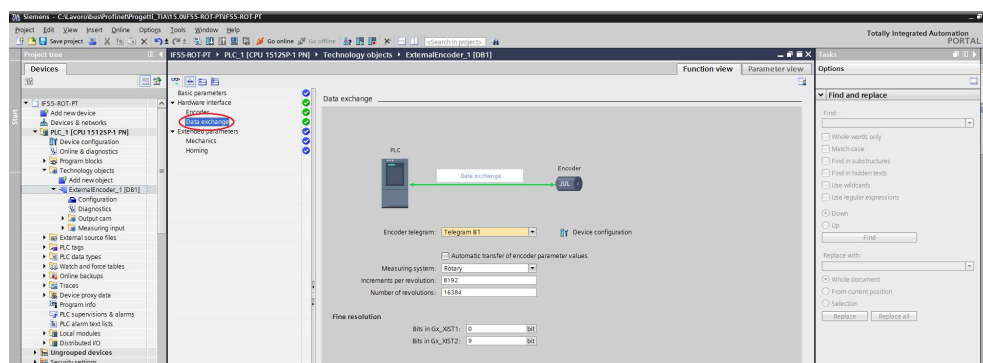 Siemens - C:\Lavoro\bus\Profinet\Progetti_TIA\15.0\IF55-ROT-PT\IF55-ROT-PT
Project Edit View Insert Online Options Tools Window Help
Save project Go online Go offline <Search in project>
Totally Integrated Automation
PORTAL
Project tree
IF55-ROT-PT PLC_1 [CPU 1512SP-1 PN] Technology objects ExternalEncoder_1 [DB1]
Tasks
Devices
Function view
Parameter view
Options
Start
IF55-ROT-PT
Add new device
Devices & networks
PLC_1 [CPU 1512SP-1 PN]
Device configuration
Online & diagnostics
Program blocks
Technology objects
Add new object
ExternalEncoder_1 [DB1]
Configuration
Diagnostics
Output cam
Measuring input
External source files
PLC tags
PLC data types
Watch and force tables
Online backups
Traces
Device proxy data
Program info
PLC supervisions & alarms
PLC alarm text lists
Local modules
Distributed I/O
Ungrouped devices
Security settings
Basic parameters
Hardware interface
Encoder
Data exchange
Extended parameters
Mechanics
Homing
Data exchange
PLC
Data exchange
Encoder
Encoder telegram: Telegram 81
Device configuration
Automatic transfer of encoder parameter values
Measuring system: Rotary
Increments per revolution: 8192
Number of revolutions: 16384
Fine resolution
Bits in Gx_XIST1: 0 bit
Bits in Gx_XIST2: 9 bit
Find and replace
Find:
Whole words only
Match case
Find in substructures
Find in hidden texts
Use wildcards
Use regular expressions
Down
Up
Find
Replace with:
Whole document
From current position
Selection
Replace
Replace all